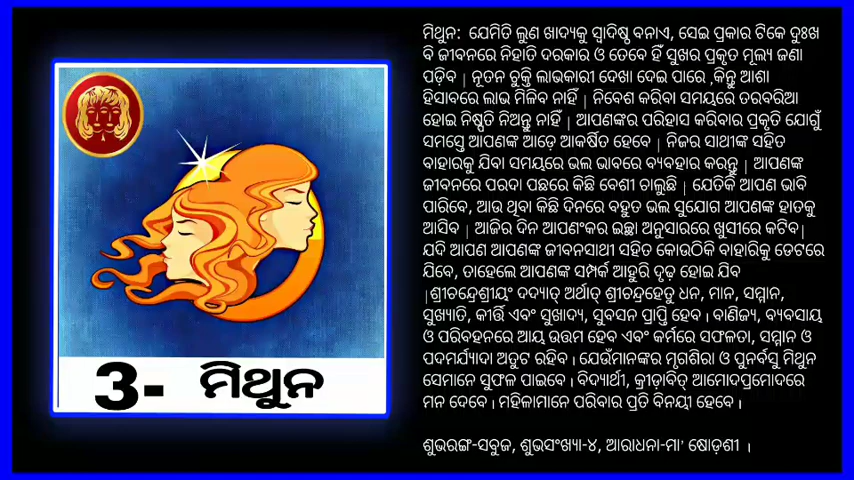 ମିଥୁନ: ଯେମିତି ଲୁଣ ଖାଦ୍ୟକୁ ସ୍ୱାଦିଷ୍ଠ ବନାଏ, ସେଇ ପ୍ରକାର ଟିକେ ଦୁଃଖ
ବି ଜୀବନରେ ନିହାତି ଦରକାର ଓ ତେବେ ହିଁ ସୁଖର ପ୍ରକୃତ ମୂଲ୍ୟ ଜଣା
ପଡ଼ିବ | ନୂତନ ଚୁକ୍ତି ଲାଭକାରୀ ଦେଖା ଦେଇ ପାରେ ,କିନ୍ତୁ ଆଶା
ହିସାବରେ ଲାଭ ମିଳିବ ନାହିଁ | ନିବେଶ କରିବା ସମୟରେ ତରବରିଆ
ହୋଇ ନିଷ୍ପତି ନିଅନ୍ତୁ ନାହିଁ | ଆପଣଙ୍କର ପରିହାସ କରିବାର ପ୍ରକୃତି ଯୋଗୁଁ
ସମସ୍ତେ ଆପଣଙ୍କ ଆଡ଼େ ଆକର୍ଷିତ ହେବେ | ନିଜର ସାଥୀଙ୍କ ସହିତ
ବାହାରକୁ ଯିବା ସମୟରେ ଭଲ ଭାବରେ ବ୍ୟବହାର କରନ୍ତୁ | ଆପଣଙ୍କ
ଜୀବନରେ ପରଦା ପଛରେ କିଛି ବେଶୀ ଚାଲୁଛି | ଯେତିକି ଆପଣ ଭାବି
ପାରିବେ, ଆଉ ଥିବା କିଛି ଦିନରେ ବହୁତ ଭଲ ସୁଯୋଗ ଆପଣଙ୍କ ହାତକୁ
ଆସିବ | ଆଜିର ଦିନ ଆପଣଂକର ଇଚ୍ଛା ଅନୁସାରରେ ଖୁସୀରେ କଟିବ|
ଯଦି ଆପଣ ଆପଣଙ୍କ ଜୀବନସାଥୀ ସହିତ କୋଉଠିକି ବାହାରିକୁ ଡେଟରେ
ଯିବେ, ତାହେଲେ ଆପଣଙ୍କ ସମ୍ପର୍କ ଆହୁରି ଦୃଢ଼ ହୋଇ ଯିବ
|ଶ୍ରୀଚନ୍ଦ୍ରେଶ୍ରୀୟଂ ଦଦ୍ୟାତ୍ ଅର୍ଥାତ୍ ଶ୍ରୀଚନ୍ଦ୍ରହେତୁ ଧନ, ମାନ, ସମ୍ମାନ,
ସୁଖ୍ୟାତି, କୀର୍ତ୍ତି ଏବଂ ସୁଖାଦ୍ୟ, ସୁବସନ ପ୍ରାପ୍ତି ହେବ। ବାଣିଜ୍ୟ, ବ୍ୟବସାୟ
ଓ ପରିବହନରେ ଆୟ ଉତ୍ତମ ହେବ ଏବଂ କର୍ମରେ ସଫଳତା, ସମ୍ମାନ ଓ
ପଦମର୍ଯ୍ୟାଦା ଅତୁଟ ରହିବ। ଯେଉଁମାନଙ୍କର ମୃଗଶିରା ଓ ପୁନର୍ବସୁ ମିଥୁନ
ସେମାନେ ସୁଫଳ ପାଇବେ। ବିଦ୍ୟାର୍ଥୀ, କ୍ରୀଡ଼ାବିତ୍ ଆମୋଦପ୍ରମୋଦରେ
ମନ ଦେବେ। ମହିଳାମାନେ ପରିବାର ପ୍ରତି ବିନୟୀ ହେବେ।
ଶୁଭରଙ୍ଗ-ସବୁଜ, ଶୁଭସଂଖ୍ୟା-୪, ଆରାଧନା-ମା' ଷୋଡ଼ଶୀ ।
3- ମିଥୁନ